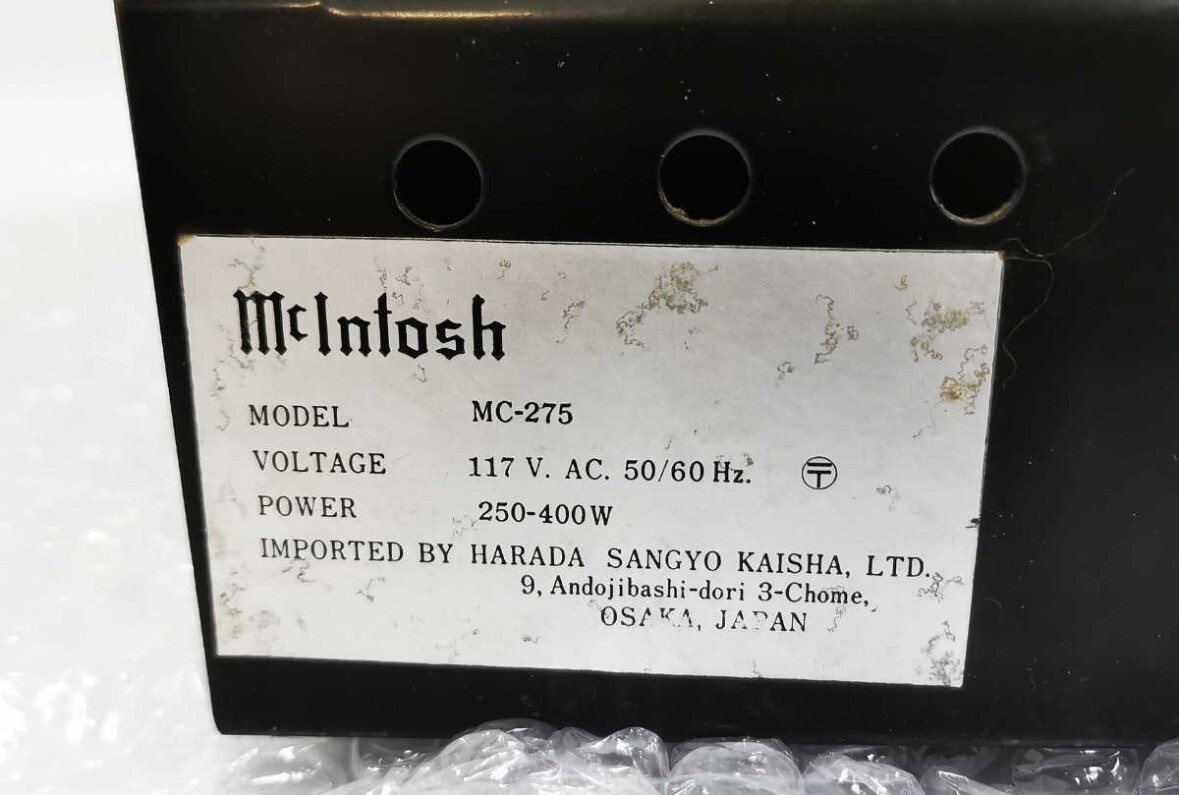 McIntosh
MODEL MC-275
VOLTAGE 117 V. AC. 50/60 Hz. 〶
POWER 250-400W
IMPORTED BY HARADA SANGYO KAISHA, LTD.
9, Andojibashi-dori 3-Chome,
OSAKA, JAPAN